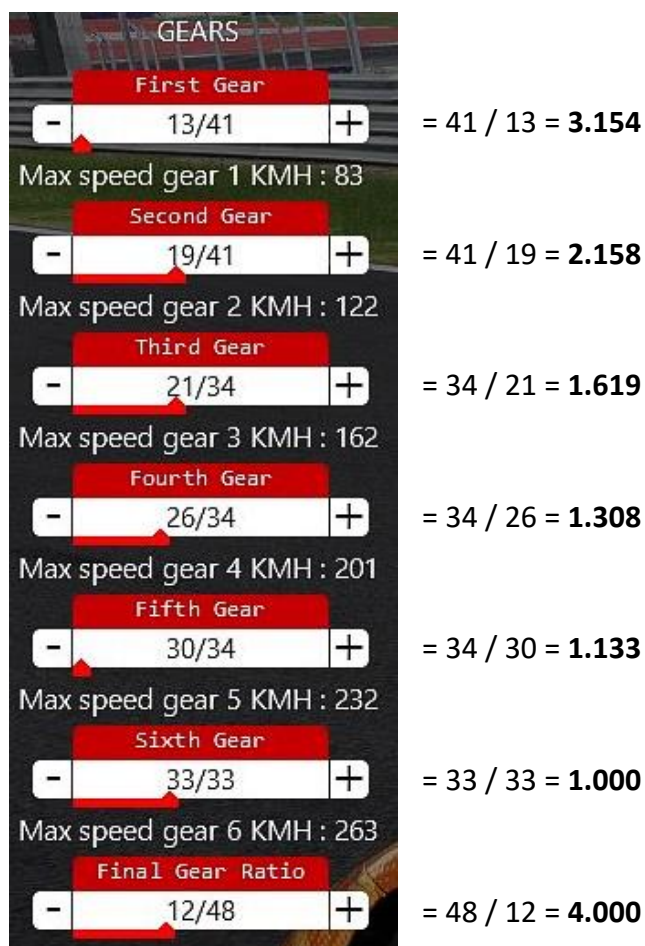 GEARS
First Gear
- 13/41 + = 41 / 13 = 3.154
Max speed gear 1 KMH : 83
Second Gear
- 19/41 + = 41 / 19 = 2.158
Max speed gear 2 KMH : 122
Third Gear
- 21/34 + = 34 / 21 = 1.619
Max speed gear 3 KMH : 162
Fourth Gear
- 26/34 + = 34 / 26 = 1.308
Max speed gear 4 KMH : 201
Fifth Gear
- 30/34 + = 34 / 30 = 1.133
Max speed gear 5 KMH : 232
Sixth Gear
- 33/33 + = 33 / 33 = 1.000
Max speed gear 6 KMH : 263
Final Gear Ratio
- 12/48 + = 48 / 12 = 4.000